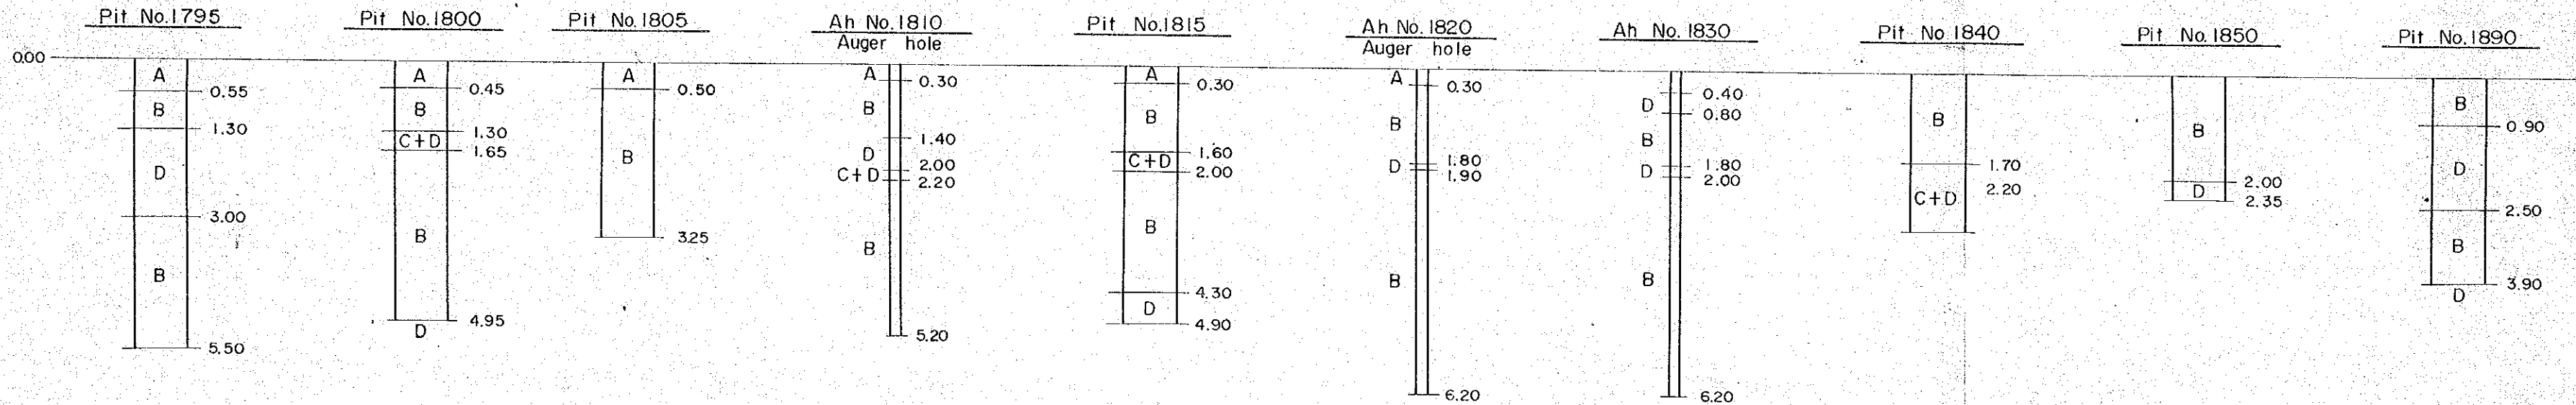 Pit No.1795
0.00
A
0.55
B
1.30
D
3.00
B
5.50
Pit No.1800
A
0.45
B
1.30
C+D
1.65
B
4.95
D
Pit No.1805
A
0.50
B
3.25
Ah No.1810
Auger hole
A
0.30
B
1.40
D
2.00
C+D
2.20
B
5.20
Pit No.1815
A
0.30
B
1.60
C+D
2.00
B
4.30
D
4.90
Ah No.1820
Auger hole
A
0.30
B
1.80
D
1.90
B
6.20
Ah No.1830
0.40
D
0.80
B
1.80
D
2.00
B
6.20
Pit No 1840
B
1.70
2.20
C+D
Pit No.1850
B
2.00
D
2.35
Pit No.1890
B
0.90
D
2.50
B
3.90
D